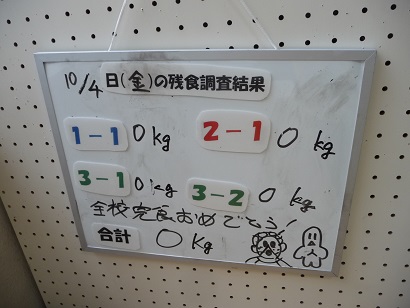 10/4日(金)の残食調査結果
1-1 0kg 2-1 0kg
3-1 0kg 3-2 0kg
全校完食おめでとう
合計 0kg